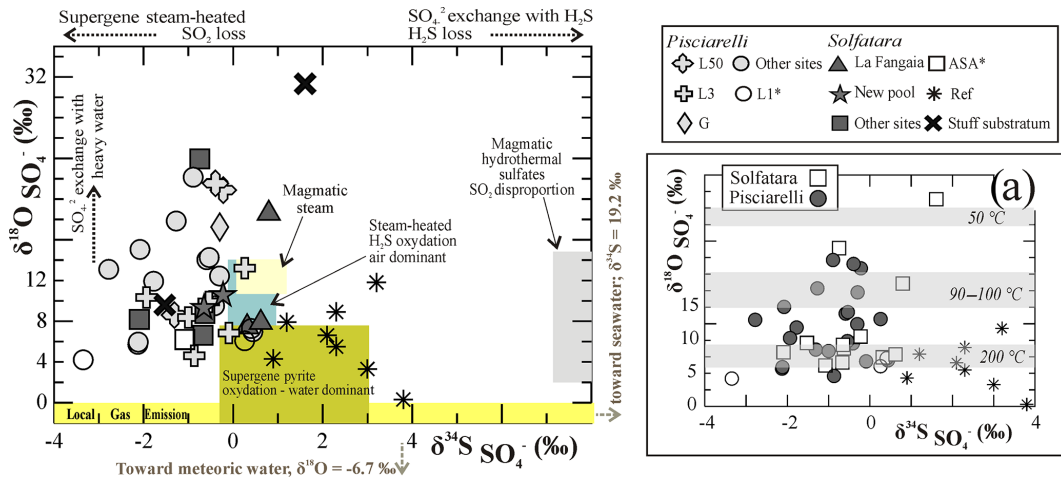 Supergene steam-heated
SO₂ loss
SO₄-² exchange with H₂S
H₂S loss
δ¹⁸O SO₄⁻ (‰)
32
12
8
4
0
SO₄-² exchange with
heavy water
Magmatic
steam
Steam-heated
H₂S oxydation
air dominant
Magmatic
hydrothermal
sulfates
SO₂ disproportion
Supergene pyrite
oxydation - water dominant
Local Gas Emission
toward seawater; δ³⁴S = 19.2 ‰
-4 -2 0 2 4
δ³⁴S SO₄⁻ (‰)
Toward meteoric water, δ¹⁸O = -6.7 ‰
Pisciarelli Solfatara
L50 Other sites La Fangaia ASA*
L3 L1* New pool Ref
G Other sites Stuff substratum
(a)
Solfatara
Pisciarelli
50 °C
90–100 °C
200 °C
δ¹⁸O SO₄⁻ (‰)
15
10
5
0
-4 -2 0 2 4
δ³⁴S SO₄⁻ (‰)